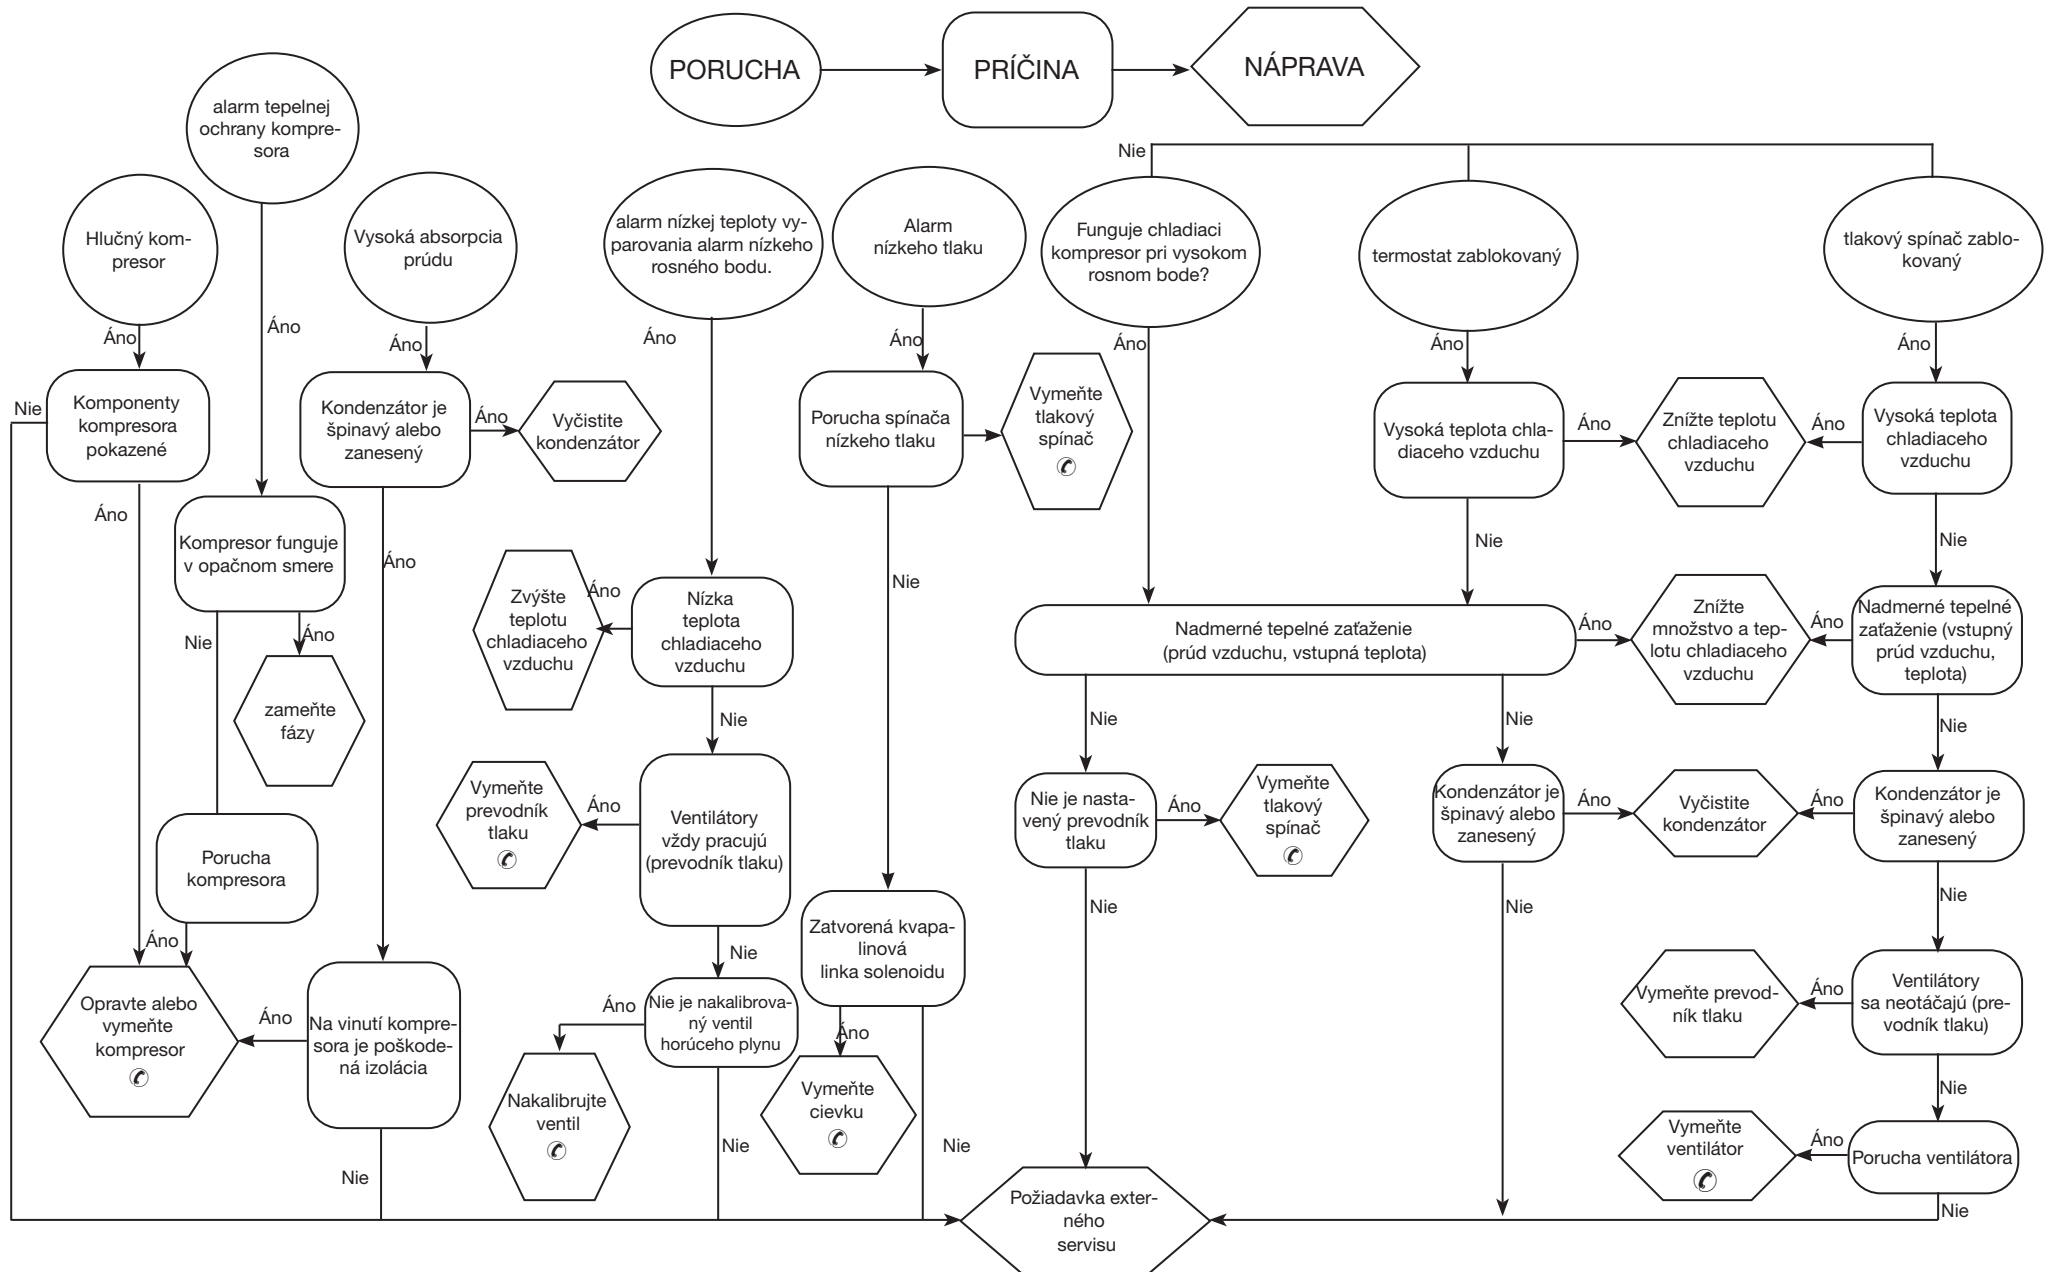 PORUCHA
PRÍČINA
NÁPRAVA
alarm tepelnej
ochrany kompre-
sora
Áno
Hlučný kom-
presor
Áno
Komponenty
kompresora
pokazené
Nie
Áno
Kompresor funguje
v opačnom smere
Nie
Áno
zameňte
fázy
Porucha
kompresora
Áno
Opravte alebo
vymeňte
kompresor
Vysoká absorpcia
prúdu
Áno
Kondenzátor je
špinavý alebo
zanesený
Áno
Vyčistite
kondenzátor
Áno
Na vinutí kompre-
sora je poškode-
ná izolácia
Áno
Nie
alarm nízkej teploty vy-
parovania alarm nízkeho
rosného bodu.
Áno
Nízka
teplota
chladiaceho
vzduchu
Áno
Zvýšte
teplotu
chladiaceho
vzduchu
Nie
Ventilátory
vždy pracujú
(prevodník tlaku)
Áno
Vymeňte
prevodník
tlaku
Nie
Nie je nakalibrova-
ný ventil
horúceho plynu
Áno
Nakalibrujte
ventil
Nie
Alarm
nízkeho tlaku
Áno
Porucha spínača
nízkeho tlaku
Vymeňte
tlakový
spínač
Nie
Zatvorená kvapa-
linová
linka solenoidu
Áno
Vymeňte
cievku
Nie
Nie
Funguje chladiaci
kompresor pri vysokom
rosnom bode?
Áno
termostat zablokovaný
Áno
Vysoká teplota chla-
diaceho vzduchu
Áno
Znížte teplotu
chladiaceho
vzduchu
Nie
Nadmerné tepelné zaťaženie
(prúd vzduchu, vstupná teplota)
Áno
Znížte
množstvo a tep-
lotu chladiaceho
vzduchu
Nie
Nie je nasta-
vený prevodník
tlaku
Áno
Vymeňte
tlakový
spínač
Nie
Nie
Kondenzátor je
špinavý alebo
zanesený
Áno
Vyčistite
kondenzátor
Nie
tlakový spínač zablo-
kovaný
Áno
Vysoká teplota
chladiaceho
vzduchu
Áno
Nie
Nadmerné tepelné
zaťaženie (vstupný
prúd vzduchu,
teplota)
Áno
Nie
Kondenzátor je
špinavý alebo
zanesený
Áno
Nie
Ventilátory
sa neotáčajú (pre-
vodník tlaku)
Áno
Vymeňte prevod-
ník tlaku
Nie
Porucha ventilátora
Áno
Vymeňte
ventilátor
Nie
Požiadavka exter-
ného
servisu